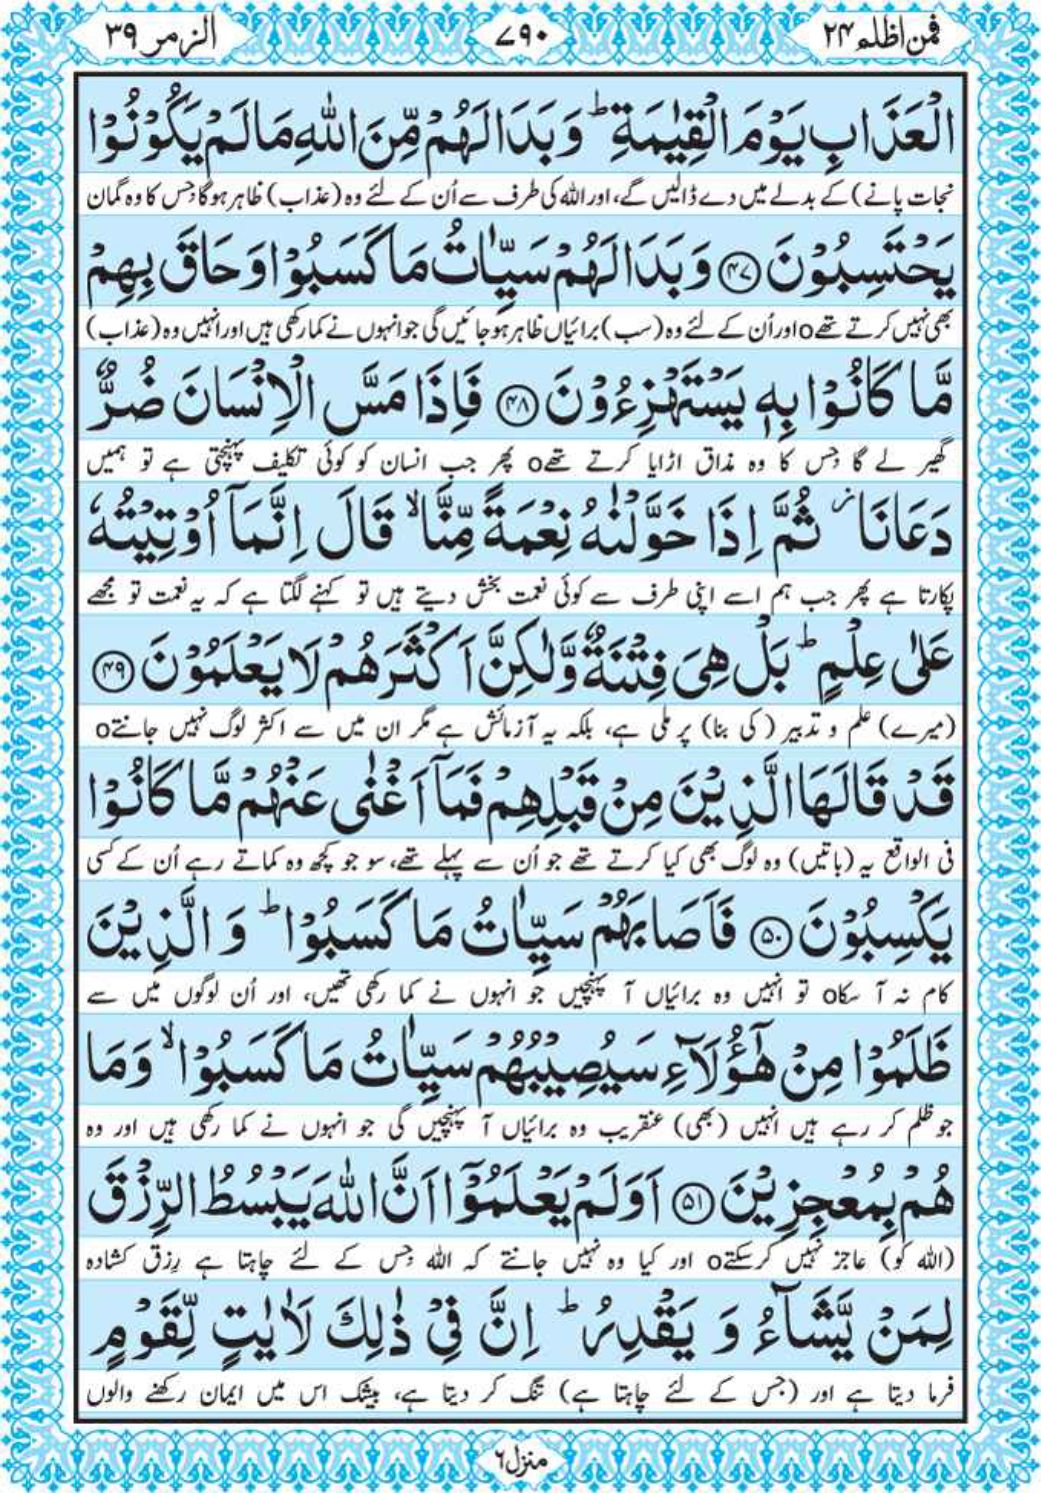 فمن اظلم ۲۴
۷۹۰
الزمر ۳۹
الْعَذَابِ يَوْمَ الْقِيٰمَةِ ؕ وَ بَدَا لَهُمْ مِّنَ اللّٰهِ مَا لَمْ يَكُوْنُوْا
نجات پانے) کے بدلے میں دے ڈالیں گے، اور اللہ کی طرف سے اُن کے لئے وہ (عذاب) ظاہر ہوگا جس کا وہ گمان
يَحْتَسِبُوْنَ ﴿۴۷﴾ وَ بَدَا لَهُمْ سَيِّاٰتُ مَا كَسَبُوْا وَ حَاقَ بِهِمْ
بھی نہیں کرتے تھےo اور اُن کے لئے وہ (سب) برائیاں ظاہر ہو جائیں گی جو انہوں نے کما رکھی ہیں اور انہیں وہ (عذاب)
مَّا كَانُوْا بِهٖ يَسْتَهْزِءُوْنَ ﴿۴۸﴾ فَاِذَا مَسَّ الْاِنْسَانَ ضُرٌّ
گھیر لے گا جس کا وہ مذاق اڑایا کرتے تھےo پھر جب انسان کو کوئی تکلیف پہنچتی ہے تو ہمیں
دَعَانَا ؗ ثُمَّ اِذَا خَوَّلْنٰهُ نِعْمَةً مِّنَّا ۙ قَالَ اِنَّمَاۤ اُوْتِيْتُهٗ
پکارتا ہے پھر جب ہم اسے اپنی طرف سے کوئی نعمت بخش دیتے ہیں تو کہنے لگتا ہے کہ یہ نعمت تو مجھے
عَلٰى عِلْمٍ ؕ بَلْ هِيَ فِتْنَةٌ وَّ لٰكِنَّ اَكْثَرَهُمْ لَا يَعْلَمُوْنَ ﴿۴۹﴾
(میرے) علم و تدبیر (کی بنا) پر ملی ہے، بلکہ یہ آزمائش ہے مگر ان میں سے اکثر لوگ نہیں جانتےo
قَدْ قَالَهَا الَّذِيْنَ مِنْ قَبْلِهِمْ فَمَاۤ اَغْنٰى عَنْهُمْ مَّا كَانُوْا
فی الواقع یہ (باتیں) وہ لوگ بھی کیا کرتے تھے جو اُن سے پہلے تھے، سو جو کچھ وہ کماتے رہے اُن کے کسی
يَكْسِبُوْنَ ﴿۵۰﴾ فَاَصَابَهُمْ سَيِّاٰتُ مَا كَسَبُوْا ؕ وَ الَّذِيْنَ
کام نہ آ سکاo تو انہیں وہ برائیاں آ پہنچیں جو انہوں نے کما رکھی تھیں، اور اُن لوگوں میں سے
ظَلَمُوْا مِنْ هٰۤؤُلَآءِ سَيُصِيْبُهُمْ سَيِّاٰتُ مَا كَسَبُوْا ۙ وَ مَا
جو ظلم کر رہے ہیں انہیں (بھی) عنقریب وہ برائیاں آ پہنچیں گی جو انہوں نے کما رکھی ہیں اور وہ
هُمْ بِمُعْجِزِيْنَ ﴿۵۱﴾ اَوَ لَمْ يَعْلَمُوْۤا اَنَّ اللّٰهَ يَبْسُطُ الرِّزْقَ
(اللہ کو) عاجز نہیں کرسکتےo اور کیا وہ نہیں جانتے کہ اللہ جس کے لئے چاہتا ہے رِزق کشادہ
لِمَنْ يَّشَآءُ وَ يَقْدِرُ ؕ اِنَّ فِيْ ذٰلِكَ لَاٰيٰتٍ لِّقَوْمٍ
فرما دیتا ہے اور (جس کے لئے چاہتا ہے) تنگ کر دیتا ہے، بیشک اس میں ایمان رکھنے والوں
منزل ۶